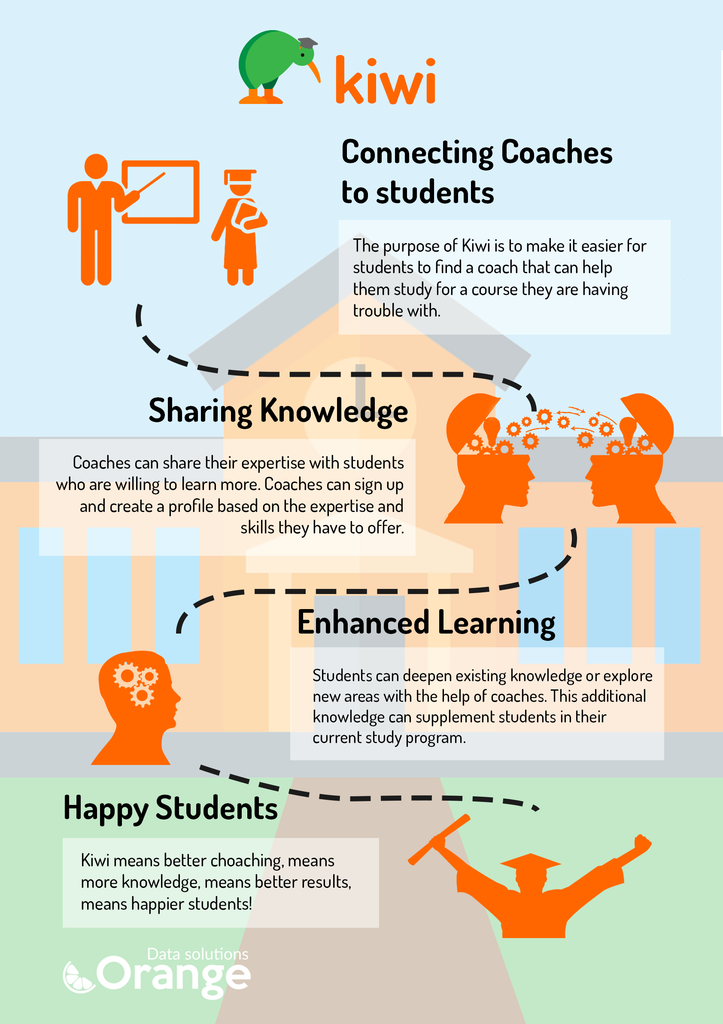 kiwi
Connecting Coaches
to students
The purpose of Kiwi is to make it easier for
students to find a coach that can help
them study for a course they are having
trouble with.
Sharing Knowledge
Coaches can share their expertise with students
who are willing to learn more. Coaches can sign up
and create a profile based on the expertise and
skills they have to offer.
Enhanced Learning
Students can deepen existing knowledge or explore
new areas with the help of coaches. This additional
knowledge can supplement students in their
current study program.
Happy Students
Kiwi means better choaching, means
more knowledge, means better results,
means happier students!
Data solutions
Orange